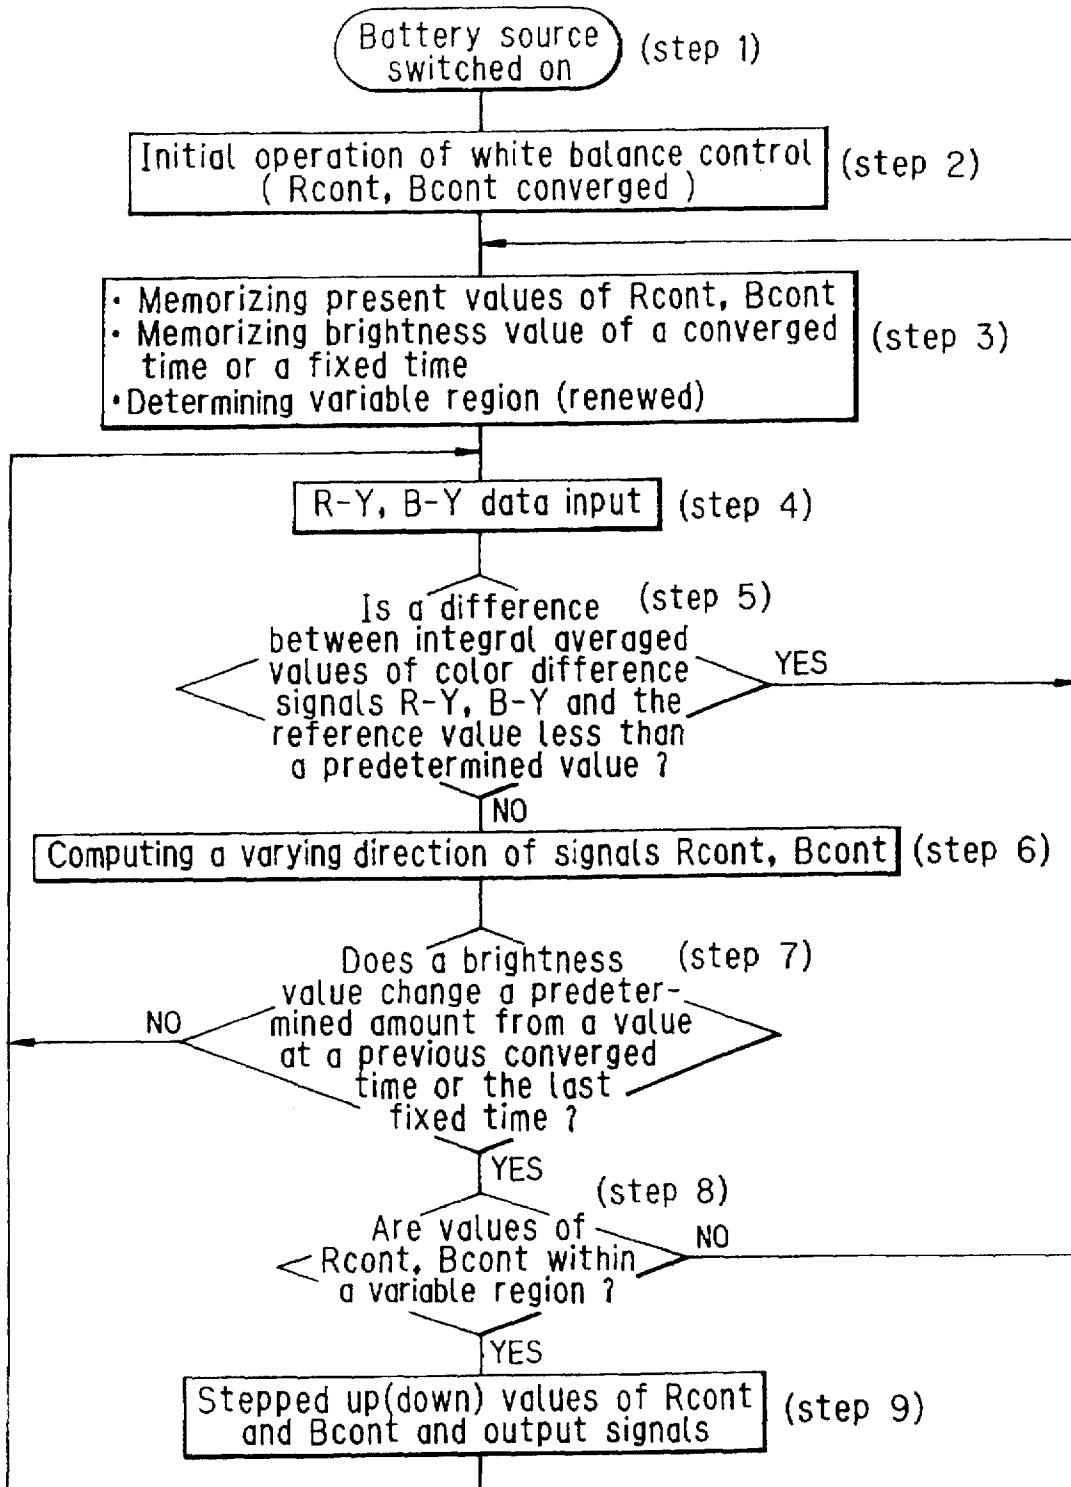 Battery source
switched on
(step 1)
Initial operation of white balance control
( Rcont, Bcont converged )
(step 2)
· Memorizing present values of Rcont, Bcont
· Memorizing brightness value of a converged
time or a fixed time
· Determining variable region (renewed)
(step 3)
R-Y, B-Y data input
(step 4)
Is a difference
between integral averaged
values of color difference
signals R-Y, B-Y and the
reference value less than
a predetermined value ?
(step 5)
YES
NO
Computing a varying direction of signals Rcont, Bcont
(step 6)
Does a brightness
value change a predeter-
mined amount from a value
at a previous converged
time or the last
fixed time ?
(step 7)
NO
YES
Are values of
Rcont, Bcont within
a variable region ?
(step 8)
NO
YES
Stepped up(down) values of Rcont
and Bcont and output signals
(step 9)